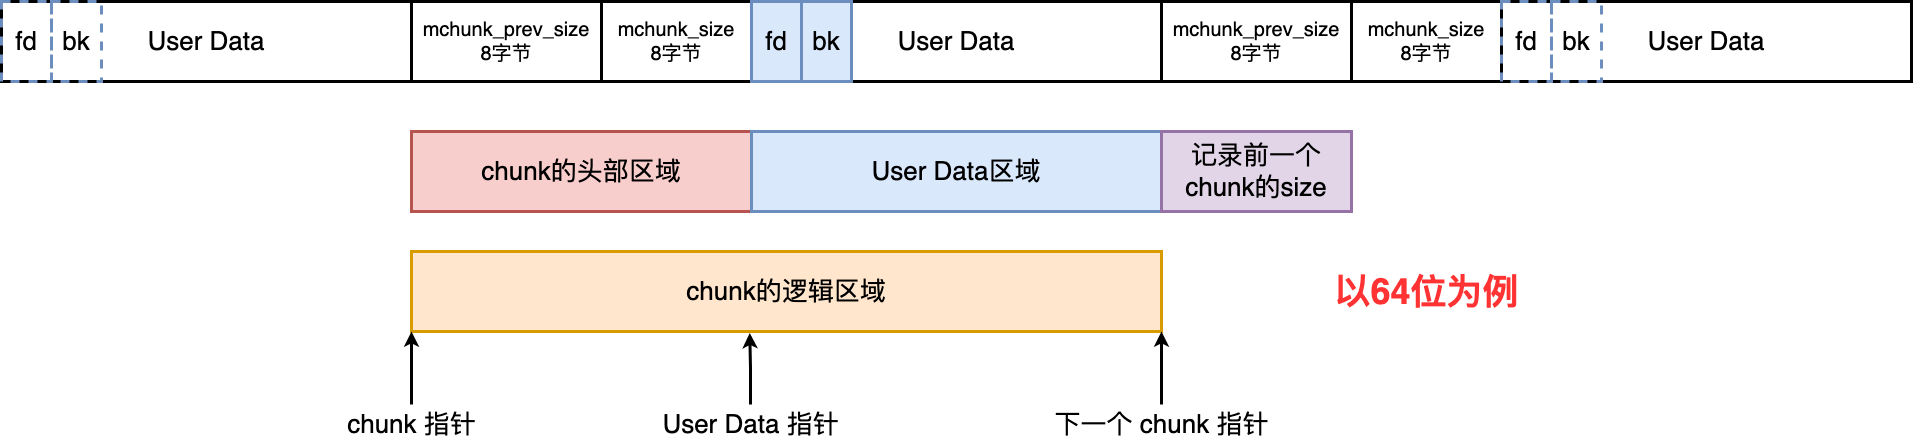 fd bk User Data mchunk_prev_size mchunk_size fd bk User Data mchunk_prev_size mchunk_size fd bk User Data
8字节 8字节 8字节 8字节
chunk的头部区域 User Data区域 记录前一个
chunk的size
chunk的逻辑区域 以64位为例
chunk 指针 User Data 指针 下一个 chunk 指针